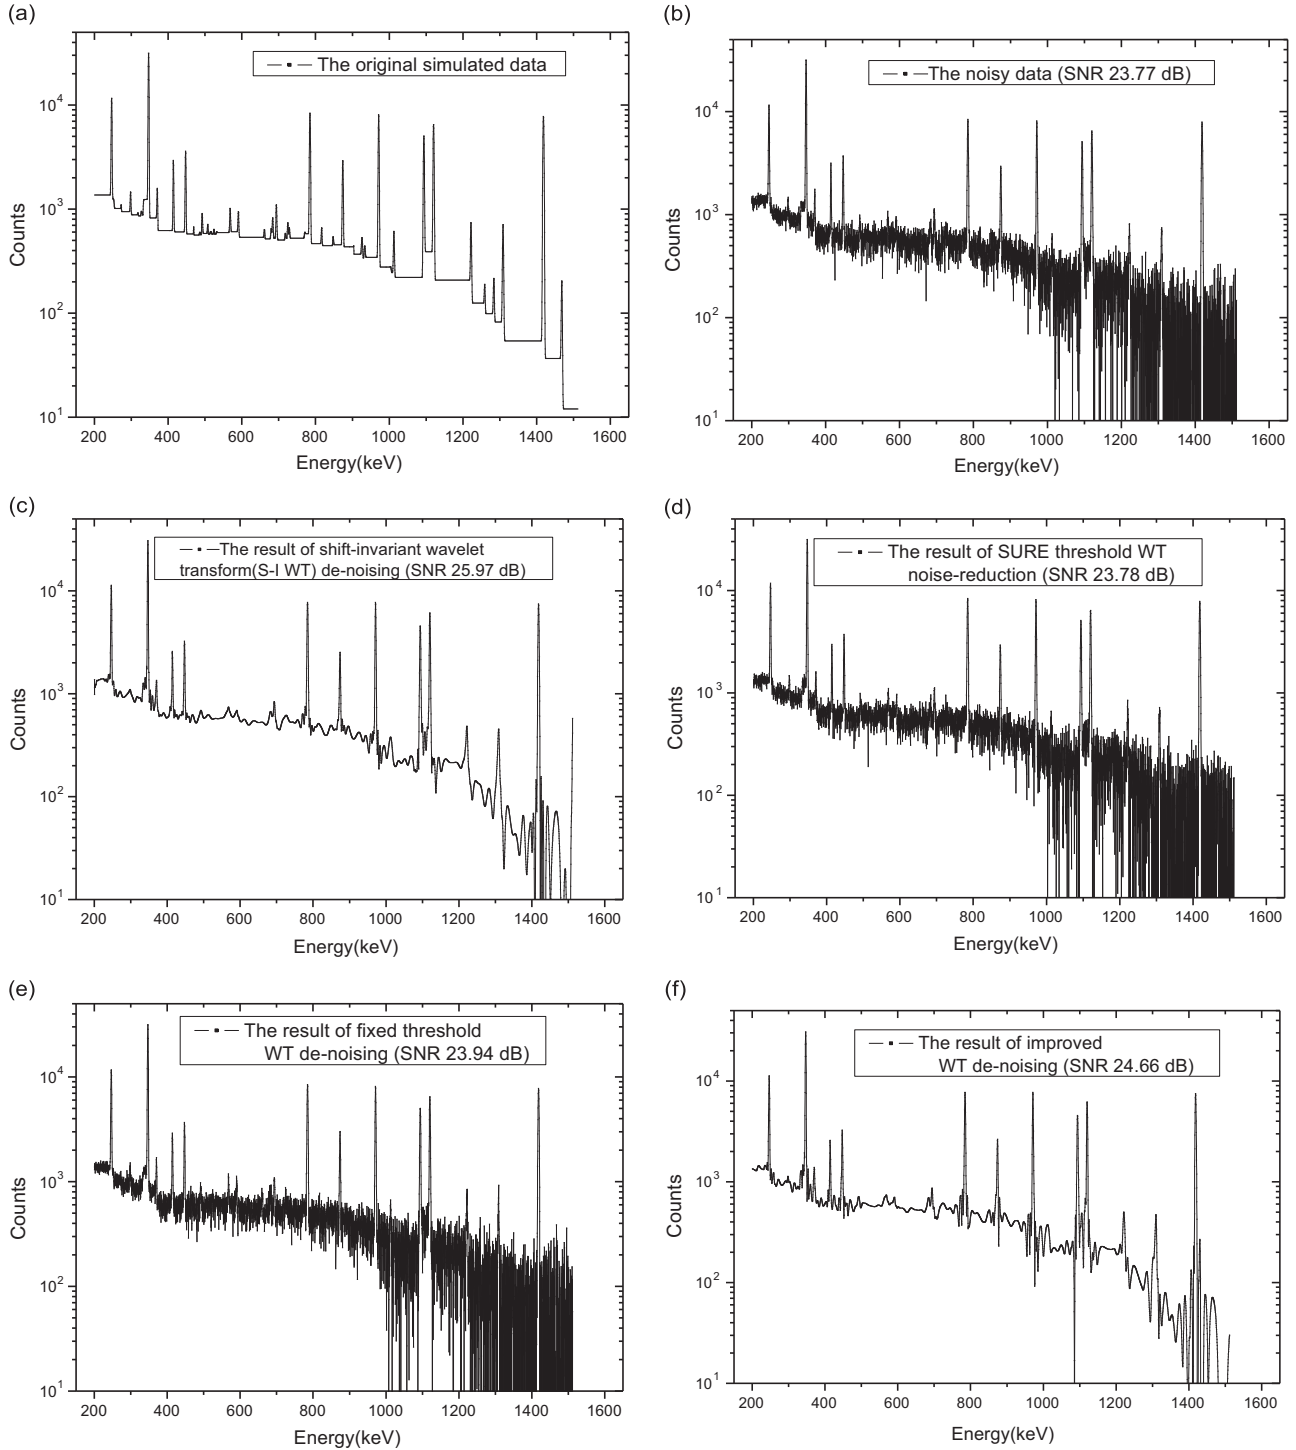 (a)
The original simulated data
10^4
10^3
10^2
10^1
Counts
200 400 600 800 1000 1200 1400 1600
Energy(keV)
(b)
The noisy data (SNR 23.77 dB)
10^4
10^3
10^2
10^1
Counts
200 400 600 800 1000 1200 1400 1600
Energy(keV)
(c)
The result of shift-invariant wavelet
transform(S-I WT) de-noising (SNR 25.97 dB)
10^4
10^3
10^2
10^1
Counts
200 400 600 800 1000 1200 1400 1600
Energy(keV)
(d)
The result of SURE threshold WT
noise-reduction (SNR 23.78 dB)
10^4
10^3
10^2
10^1
Counts
200 400 600 800 1000 1200 1400 1600
Energy(keV)
(e)
The result of fixed threshold
WT de-noising (SNR 23.94 dB)
10^4
10^3
10^2
10^1
Counts
200 400 600 800 1000 1200 1400 1600
Energy(keV)
(f)
The result of improved
WT de-noising (SNR 24.66 dB)
10^4
10^3
10^2
10^1
Counts
200 400 600 800 1000 1200 1400 1600
Energy(keV)